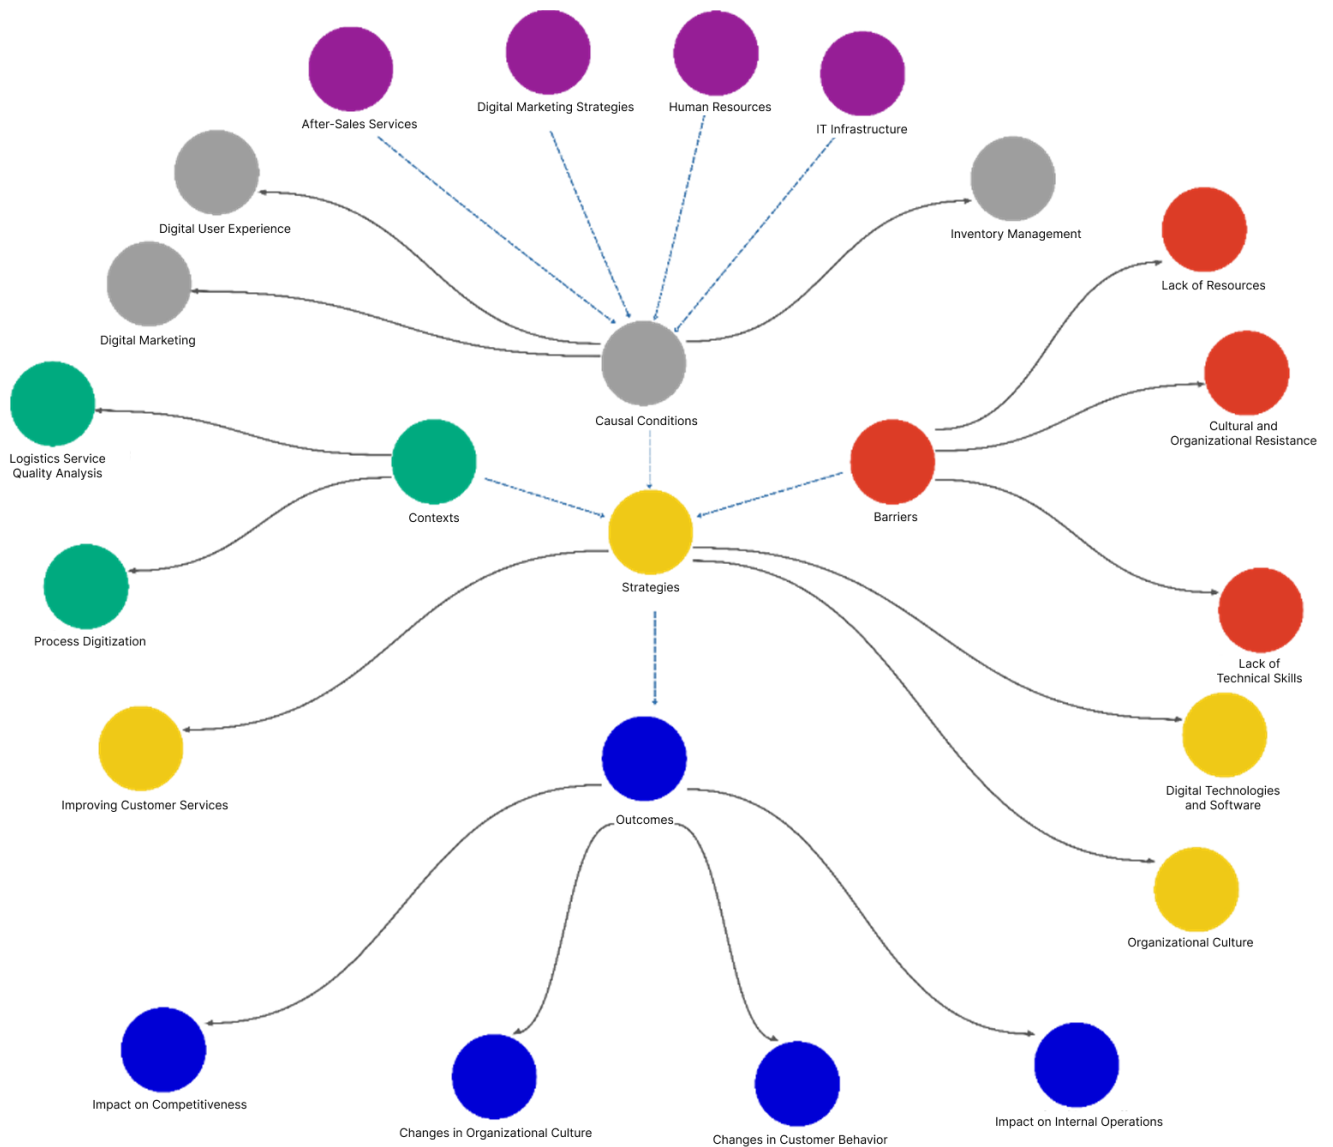 After-Sales Services
Digital Marketing Strategies
Human Resources
IT Infrastructure
Digital User Experience
Inventory Management
Lack of Resources
Digital Marketing
Causal Conditions
Cultural and
Organizational Resistance
Logistics Service
Quality Analysis
Contexts
Barriers
Strategies
Process Digitization
Lack of
Technical Skills
Improving Customer Services
Digital Technologies
and Software
Outcomes
Organizational Culture
Impact on Competitiveness
Changes in Organizational Culture
Changes in Customer Behavior
Impact on Internal Operations